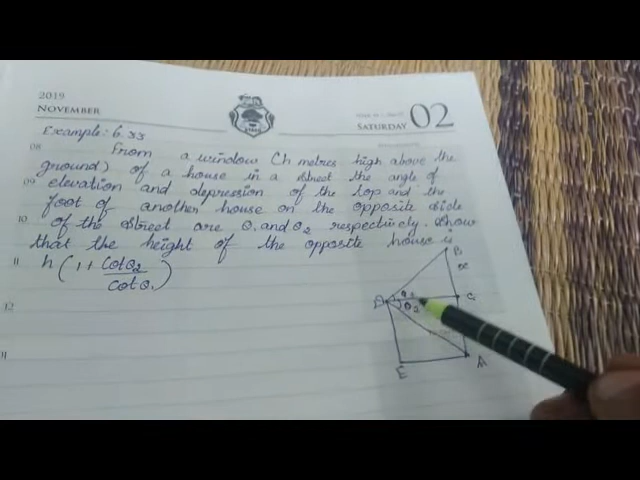 2019
NOVEMBER
SATURDAY 02
Example: 6.33
08 From a window (h metres high above the
ground) of a house in a street the angle of
09 elevation and depression of the top and the
foot of another house on the opposite side
10 of the street are θ1 and θ2 respectively. Show
that the height of the opposite house is
11 h(1+ cotθ2/cotθ1)
12
B
x
D θ1 C
θ2
E A